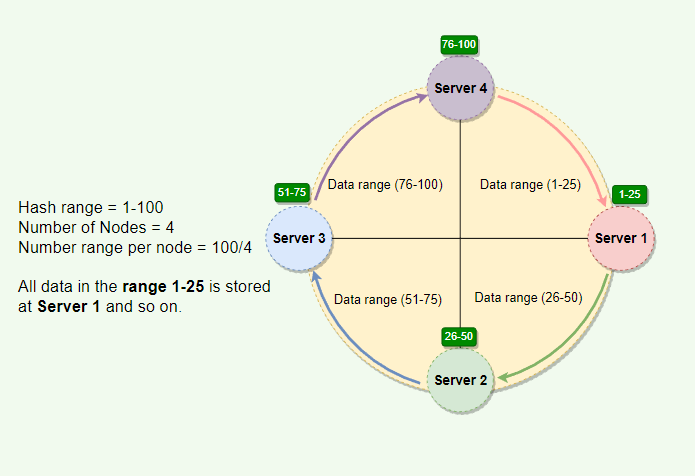 76-100
Server 4
Data range (76-100)
Data range (1-25)
51-75
1-25
Hash range = 1-100
Number of Nodes = 4
Number range per node = 100/4
Server 3
Server 1
All data in the range 1-25 is stored
at Server 1 and so on.
Data range (51-75)
Data range (26-50)
26-50
Server 2